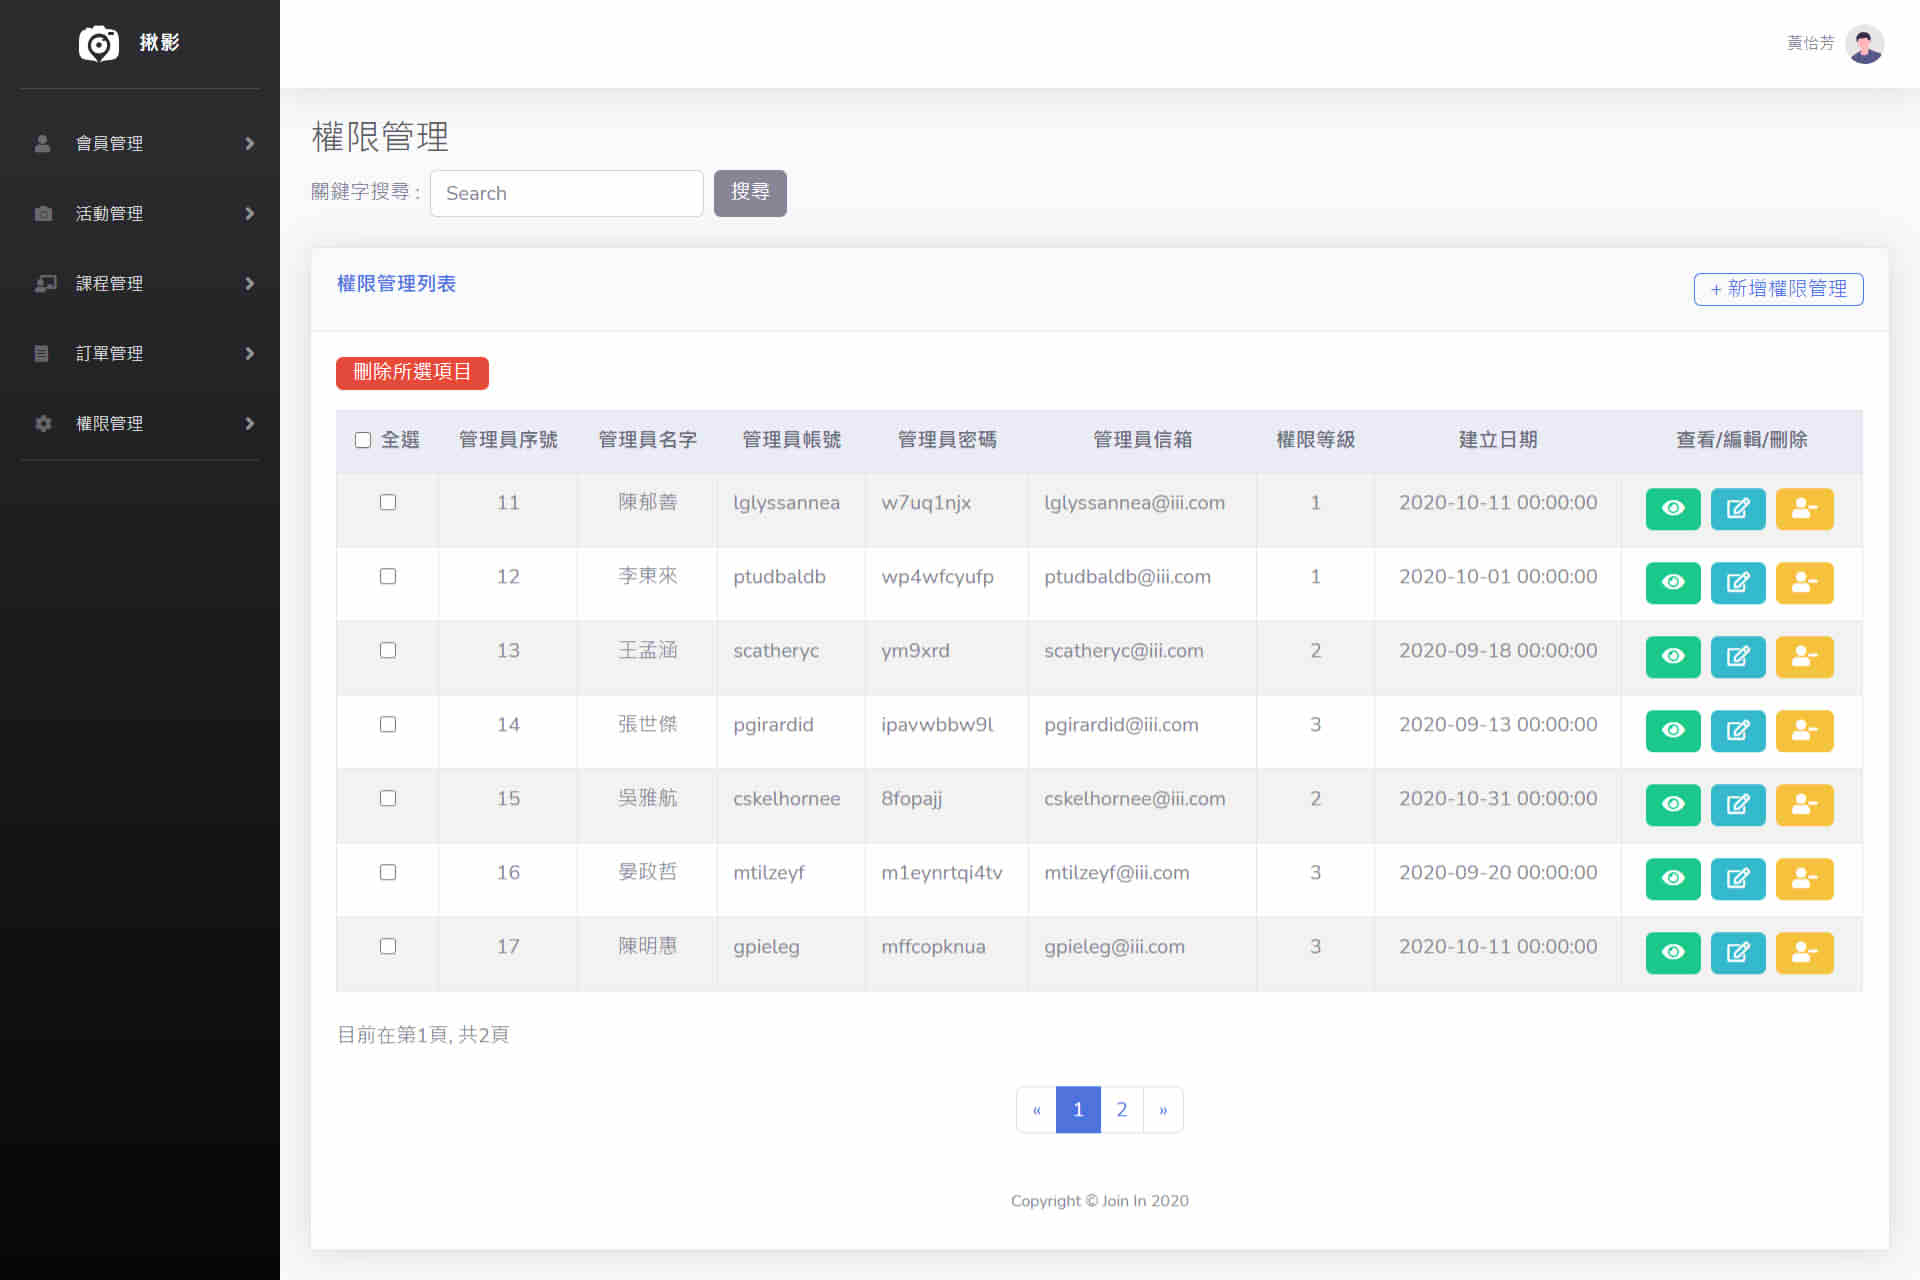 揪影
黃怡芳
會員管理
活動管理
課程管理
訂單管理
權限管理
權限管理
關鍵字搜尋 : Search 搜尋
權限管理列表
+ 新增權限管理
刪除所選項目
全選 管理員序號 管理員名字 管理員帳號 管理員密碼 管理員信箱 權限等級 建立日期 查看/編輯/刪除
11 陳郁善 lglyssannea w7uq1njx lglyssannea@iii.com 1 2020-10-11 00:00:00
12 李東來 ptudbaldb wp4wfcyufp ptudbaldb@iii.com 1 2020-10-01 00:00:00
13 王孟涵 scatheryc ym9xrd scatheryc@iii.com 2 2020-09-18 00:00:00
14 張世傑 pgirardid ipavwbbw9l pgirardid@iii.com 3 2020-09-13 00:00:00
15 吳雅航 cskelhornee 8fopajj cskelhornee@iii.com 2 2020-10-31 00:00:00
16 晏政哲 mtilzeyf m1eynrtqi4tv mtilzeyf@iii.com 3 2020-09-20 00:00:00
17 陳明惠 gpieleg mffcopknua gpieleg@iii.com 3 2020-10-11 00:00:00
目前在第1頁, 共2頁
« 1 2 »
Copyright © Join In 2020